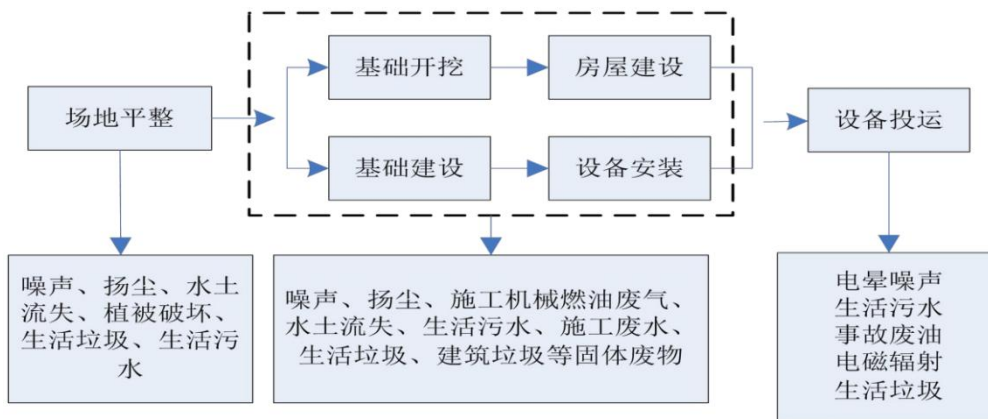 基础开挖
房屋建设
场地平整
设备投运
基础建设
设备安装
噪声、扬尘、水土
流失、植被破坏、
生活垃圾、生活污
水
噪声、扬尘、施工机械燃油废气、
水土流失、生活污水、施工废水、
生活垃圾、建筑垃圾等固体废物
电晕噪声
生活污水
事故废油
电磁辐射
生活垃圾